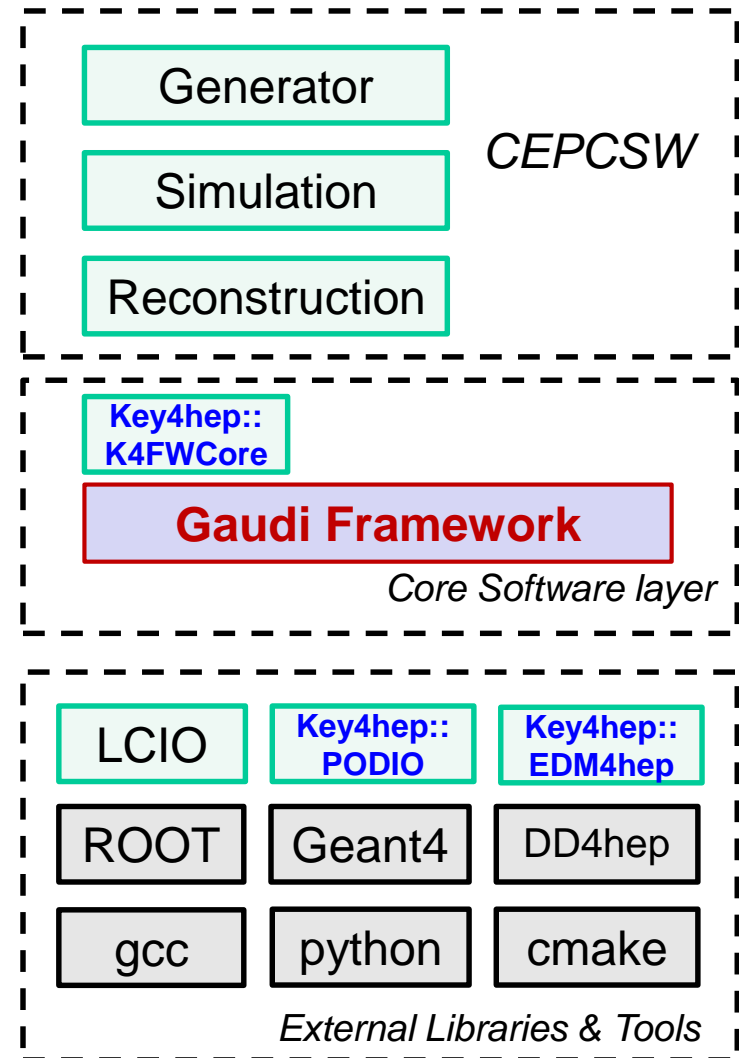 Generator
CEPCSW
Simulation
Reconstruction
Key4hep::
K4FWCore
Gaudi Framework
Core Software layer
LCIO
Key4hep::
PODIO
Key4hep::
EDM4hep
ROOT
Geant4
DD4hep
gcc
python
cmake
External Libraries & Tools